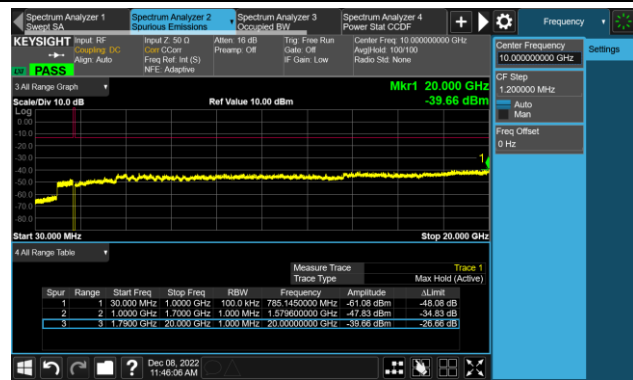 Spectrum Analyzer 1
Swept SA
Spectrum Analyzer 2
Spurious Emissions
Spectrum Analyzer 3
Occupied BW
Spectrum Analyzer 4
Power Stat CCDF
Frequency
KEYSIGHT
Input: RF
Coupling: DC
Align: Auto
Input Z: 50 Ω
Corr CCorr
Freq Ref: Int (S)
NFE: Adaptive
Atten: 16 dB
Preamp: Off
Trig: Free Run
Gate: Off
IF Gain: Low
Center Freq: 10.000000000 GHz
Avg|Hold: 100/100
Radio Std: None
PASS
Center Frequency
10.000000000 GHz
Settings
CF Step
1.200000 MHz
Auto
Man
Freq Offset
0 Hz
3 All Range Graph
Mkr1 20.000 GHz
Scale/Div 10.0 dB
Ref Value 10.00 dBm
-39.66 dBm
Log
0.00
-10.0
-20.0
-30.0
-40.0
-50.0
-60.0
-70.0
-80.0
1
Start 30.000 MHz
Stop 20.000 GHz
4 All Range Table
Measure Trace Trace 1
Trace Type Max Hold (Active)
Spur Range Start Freq Stop Freq RBW Frequency Amplitude ΔLimit
1 1 30.000 MHz 1.0000 GHz 100.0 kHz 785.1450000 MHz -61.08 dBm -48.08 dB
2 2 1.0000 GHz 1.7000 GHz 1.000 MHz 1.579600000 GHz -47.83 dBm -34.83 dB
3 3 1.7900 GHz 20.000 GHz 1.000 MHz 20.00000000 GHz -39.66 dBm -26.66 dB
?
Dec 08, 2022
11:46:06 AM